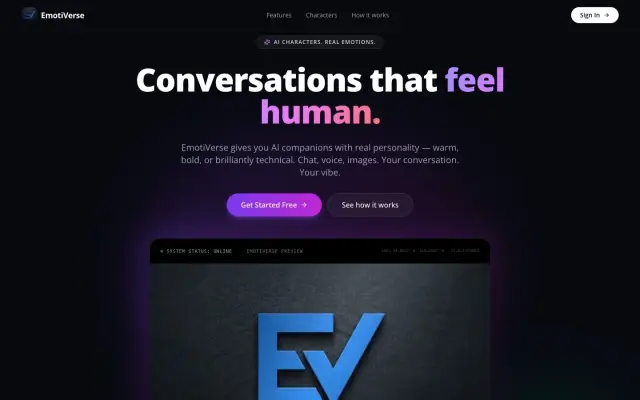 EmotiVerse
Features
Characters
How it works
Sign In
AI CHARACTERS. REAL EMOTIONS.
Conversations that feel
human.
EmotiVerse gives you AI companions with real personality — warm,
bold, or brilliantly technical. Chat, voice, images. Your conversation.
Your vibe.
Get Started Free
See how it works
SYSTEM STATUS: ONLINE
EMOTIVERSE PREVIEW
EV